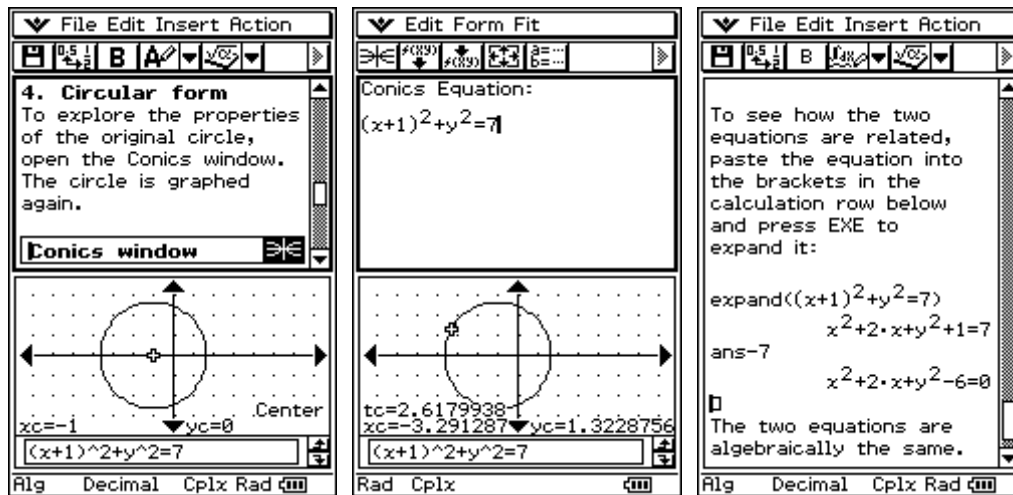 File Edit Insert Action
B
4. Circular form
To explore the properties
of the original circle,
open the Conics window.
The circle is graphed
again.
Conics window
Center
xc=-1 yc=0
(x+1)^2+y^2=7
Alg Decimal Cplx Rad
Edit Form Fit
Conics Equation:
(x+1)²+y²=7
tc=2.6179938
xc=-3.291287 yc=1.3228756
(x+1)^2+y^2=7
Rad Cplx
File Edit Insert Action
B
To see how the two
equations are related,
paste the equation into
the brackets in the
calculation row below
and press EXE to
expand it:
expand((x+1)²+y²=7)
x²+2·x+y²+1=7
ans-7
x²+2·x+y²-6=0
The two equations are
algebraically the same.
Alg Decimal Cplx Rad